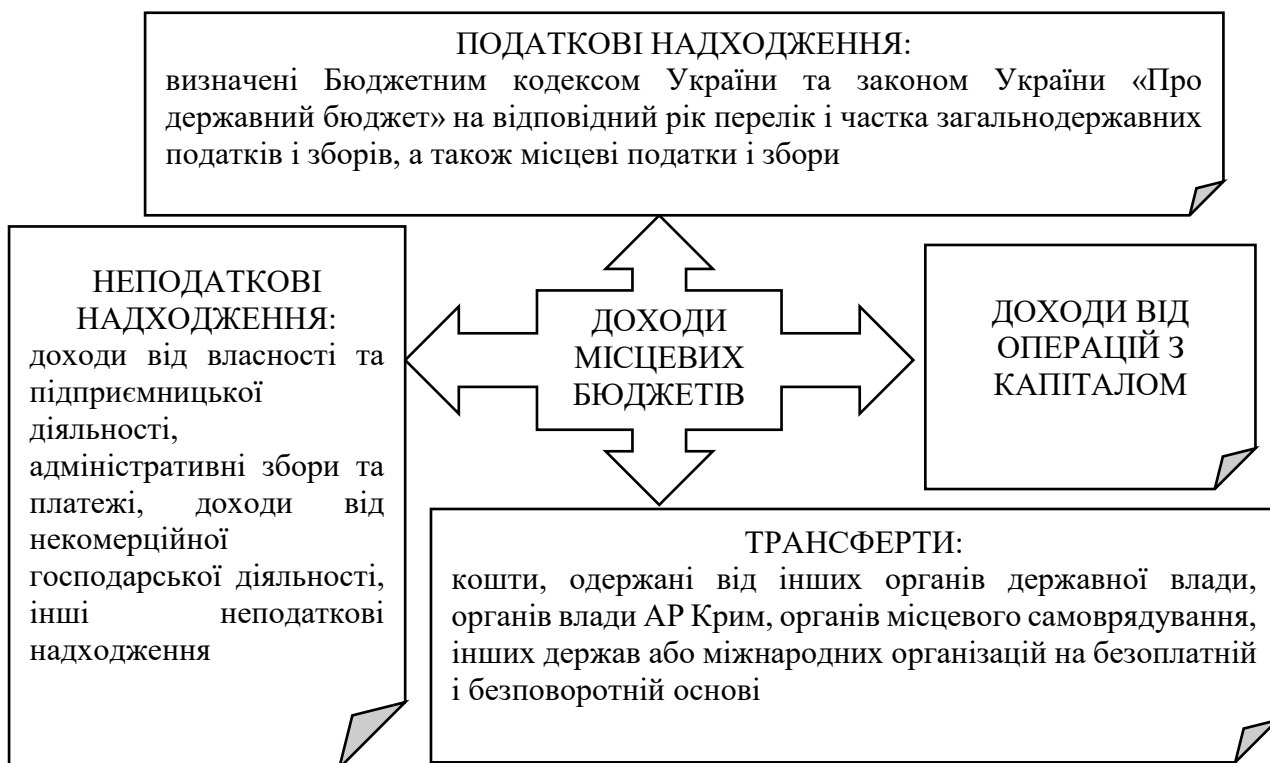 ПОДАТКОВІ НАДХОДЖЕННЯ:
визначені Бюджетним кодексом України та законом України «Про
державний бюджет» на відповідний рік перелік і частка загальнодержавних
податків і зборів, а також місцеві податки і збори
НЕПОДАТКОВІ
НАДХОДЖЕННЯ:
доходи від власності та
підприємницької
діяльності,
адміністративні збори та
платежі, доходи від
некомерційної
господарської діяльності,
інші неподаткові
надходження
ДОХОДИ
МІСЦЕВИХ
БЮДЖЕТІВ
ДОХОДИ ВІД
ОПЕРАЦІЙ З
КАПІТАЛОМ
ТРАНСФЕРТИ:
кошти, одержані від інших органів державної влади,
органів влади АР Крим, органів місцевого самоврядування,
інших держав або міжнародних організацій на безоплатній
і безповоротній основі